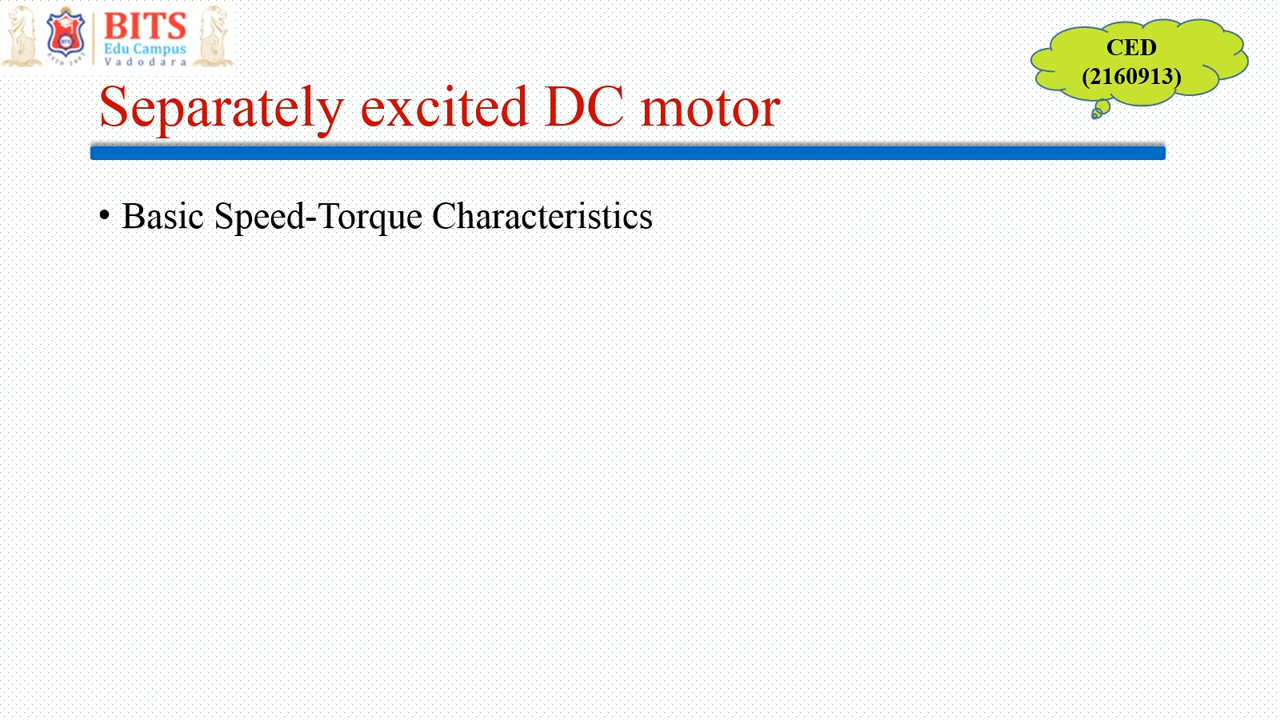 BITS
Edu Campus
Vadodara
CED
(2160913)
Separately excited DC motor
• Basic Speed-Torque Characteristics